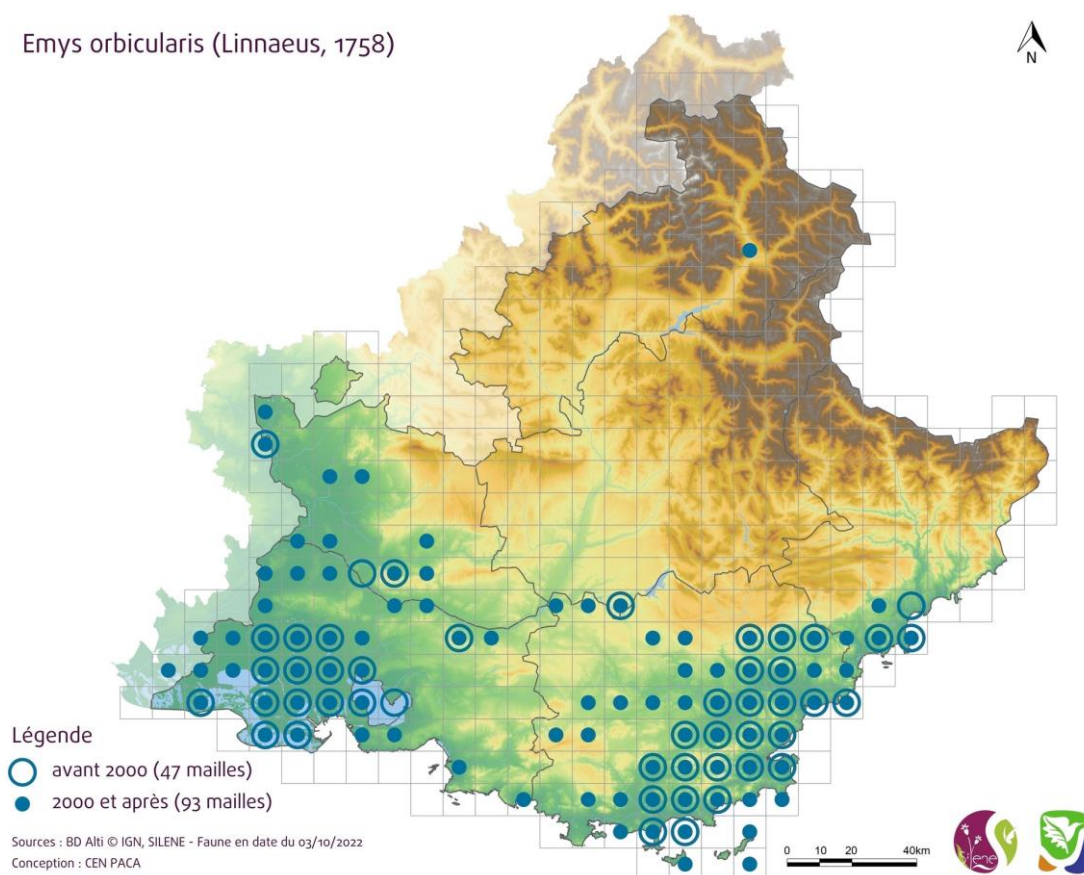 Emys orbicularis (Linnaeus, 1758)
N
Légende
avant 2000 (47 mailles)
2000 et après (93 mailles)
Sources : BD Alti © IGN, SILENE - Faune en date du 03/10/2022
Conception : CEN PACA
0 10 20 40km
Silene